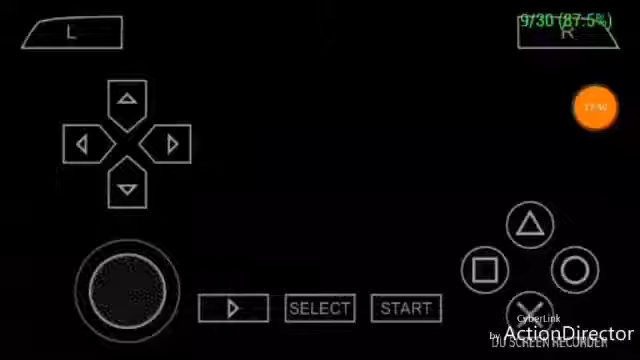 9/30 (87.5%)
L
R
SELECT
START
CyberLink
by ActionDirector
DU SCREEN RECORDER